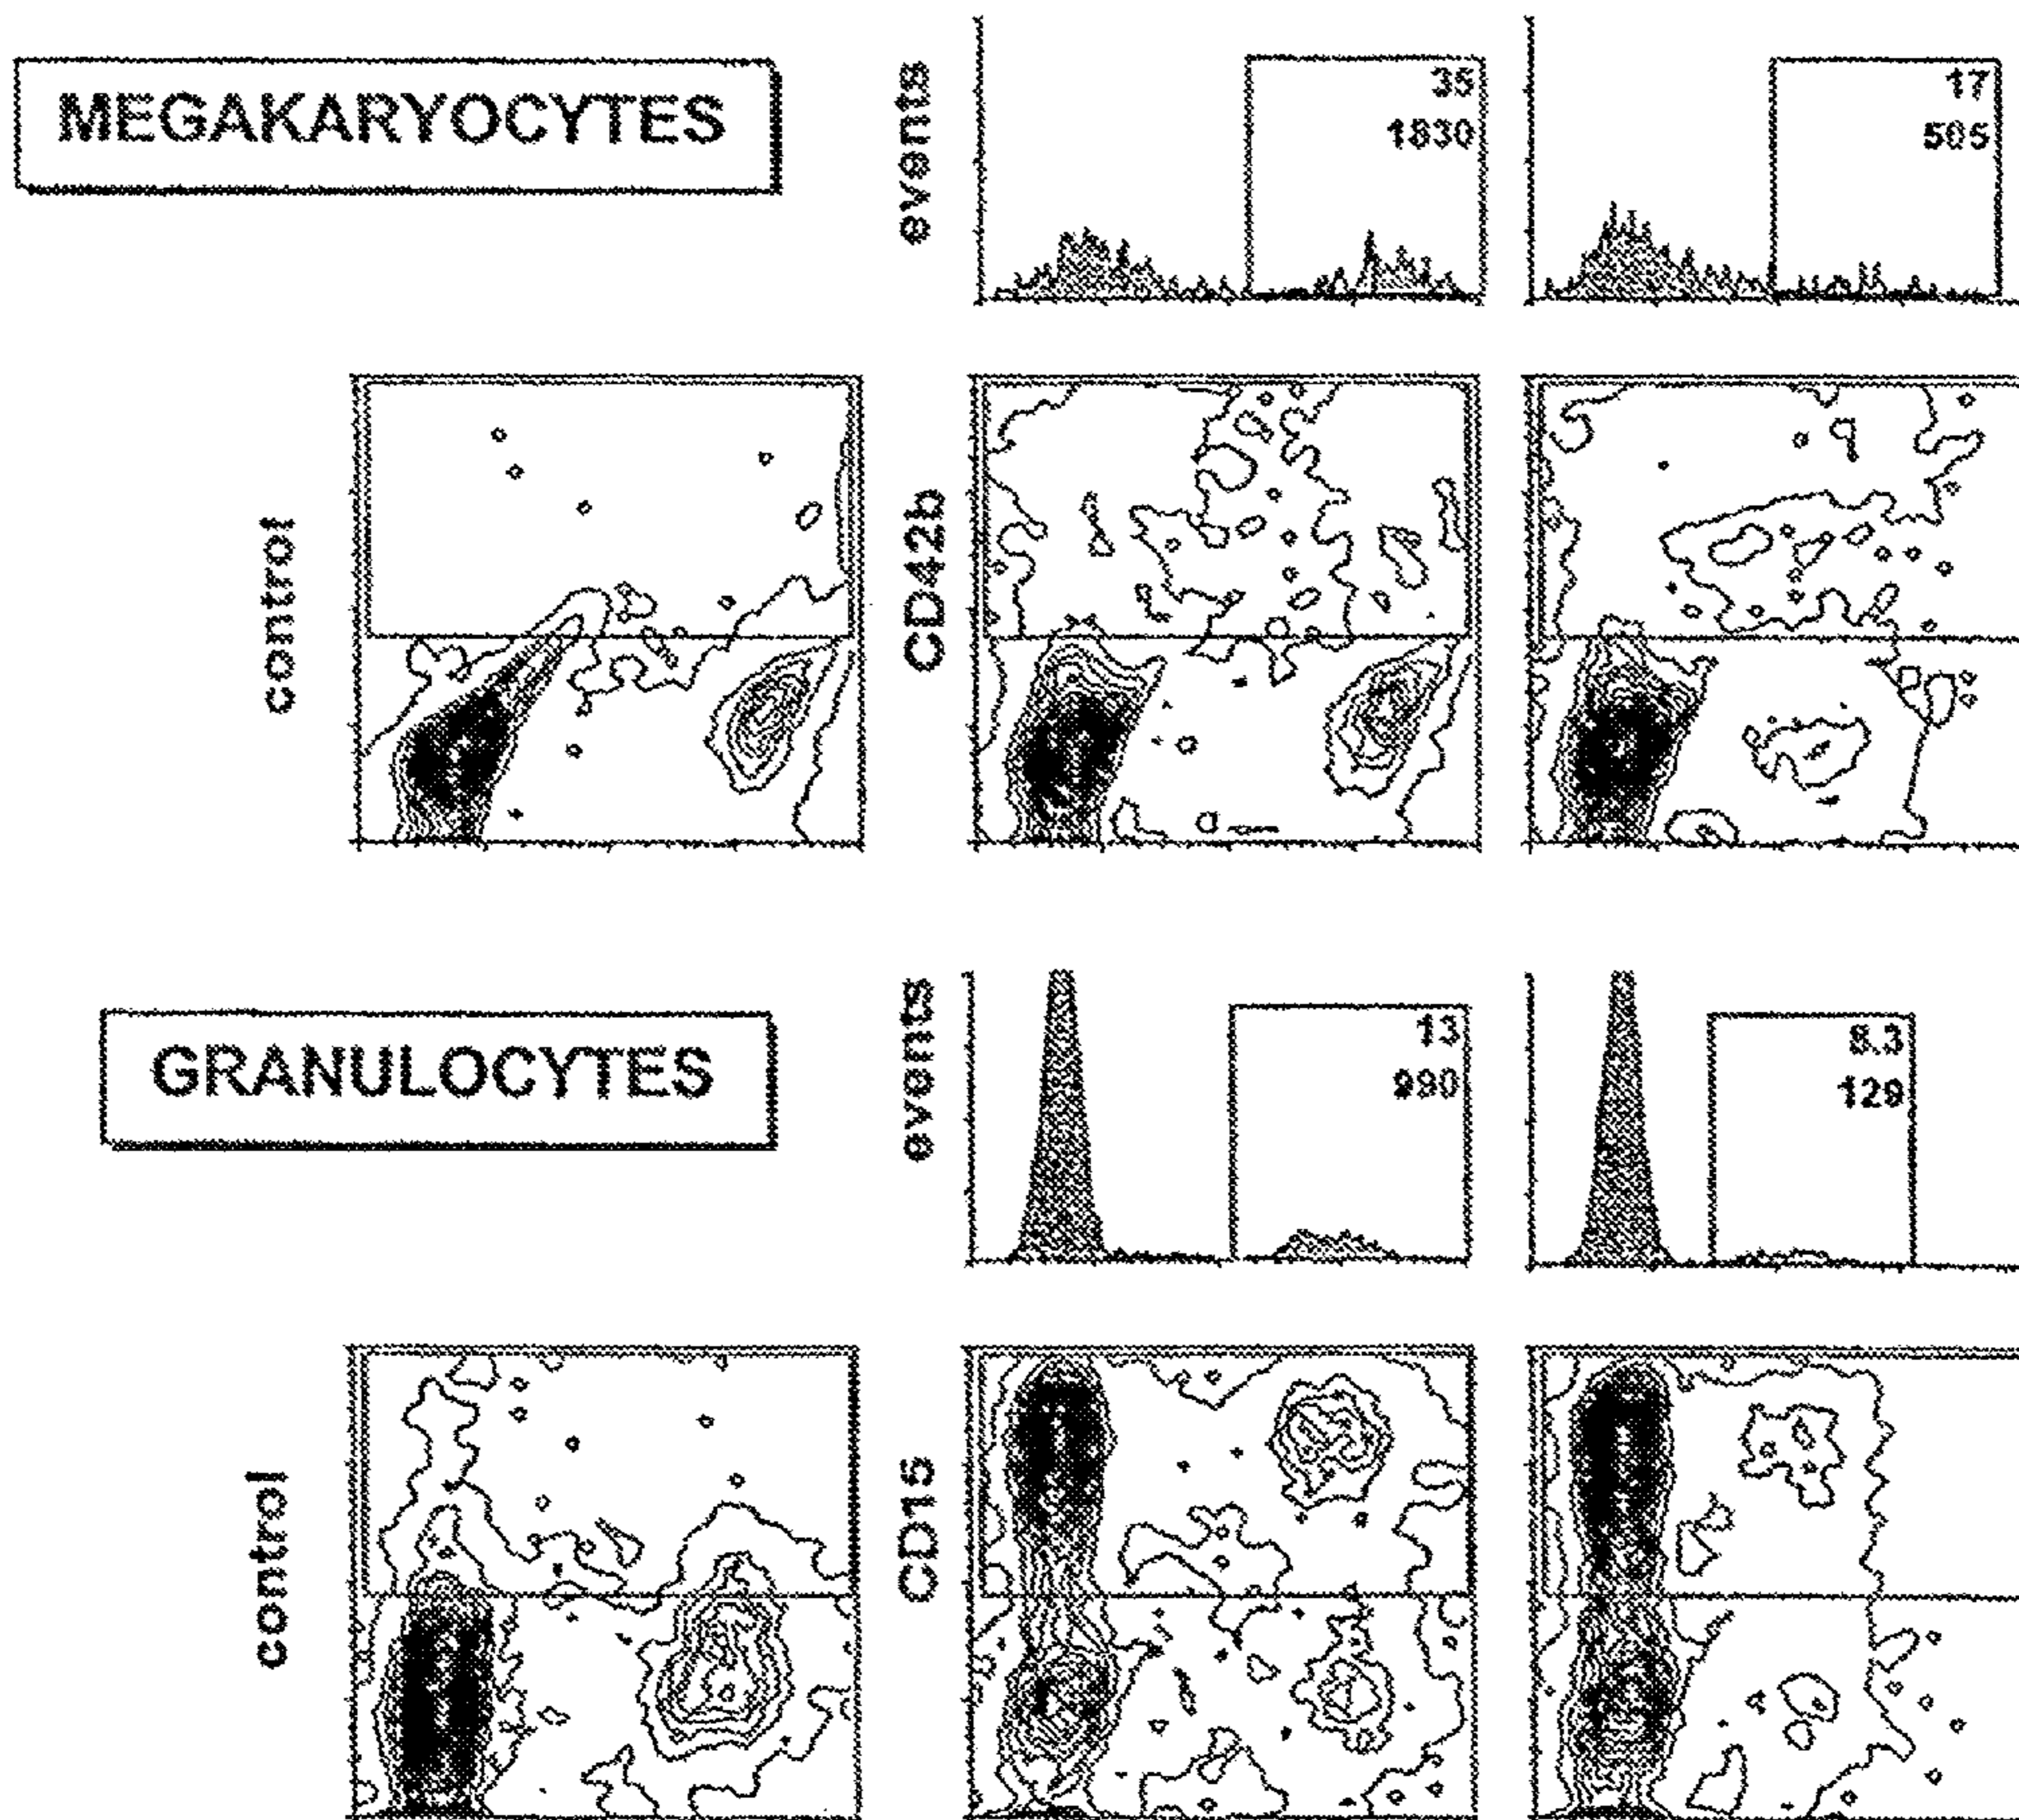 MEGAKARYOCYTES
events
35
1830
17
505
control
CD42b
GRANULOCYTES
events
13
990
8.3
129
control
CD15